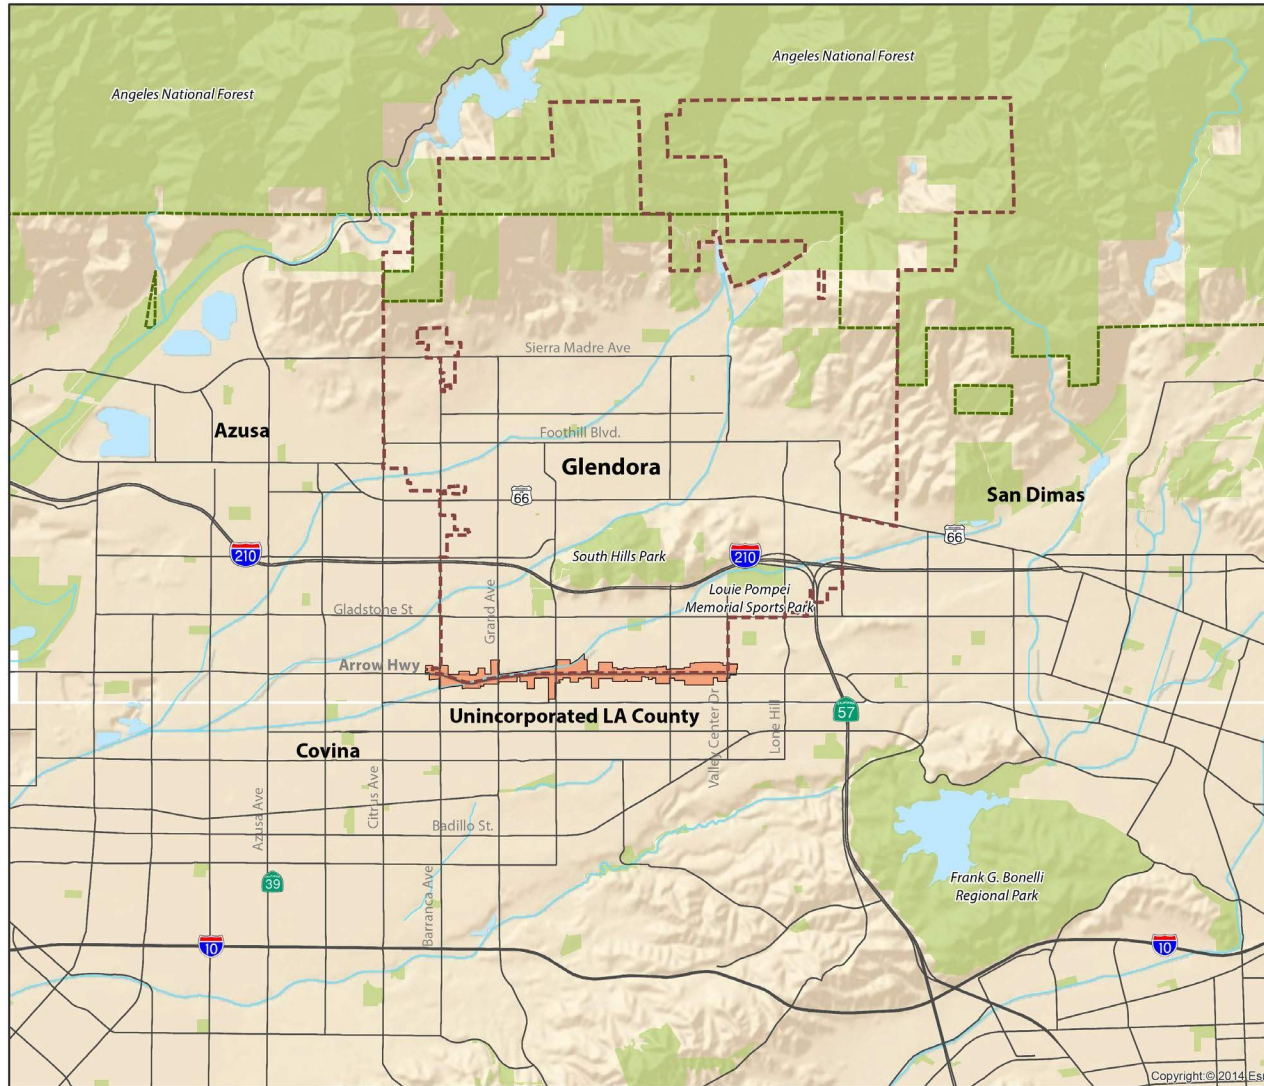 Angeles National Forest
Angeles National Forest
Sierra Madre Ave
Azusa
Foothill Blvd.
Glendora
66
San Dimas
66
210
South Hills Park
210
Louie Pompei
Memorial Sports Park
Gladstone St
Grand Ave
Arrow Hwy
Unincorporated LA County
57
Valley Center Dr
Lone Hill
Covina
Citrus Ave
Azusa Ave
Badillo St.
39
Barranca Ave
Frank G. Bonelli
Regional Park
10
10
Copyright:© 2014 Esr